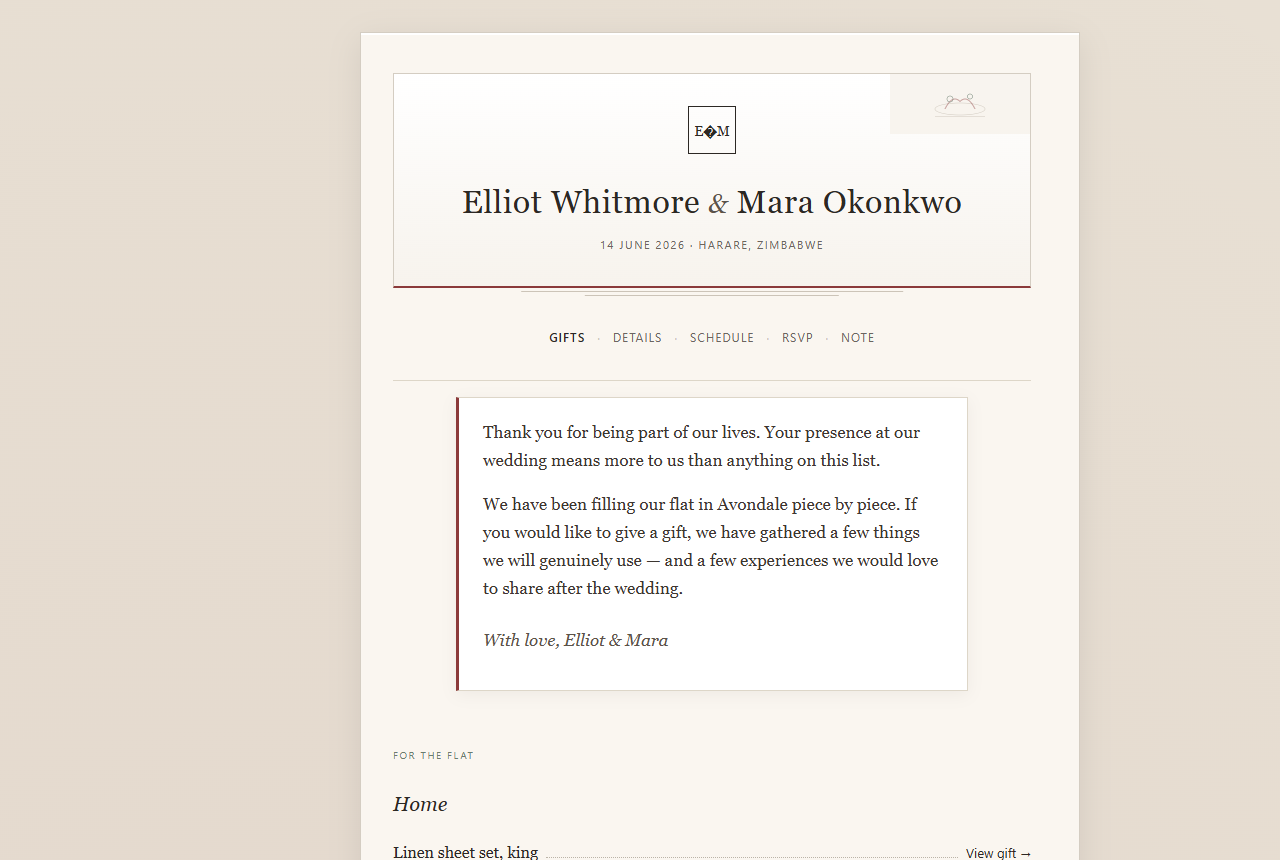 E�M
Elliot Whitmore & Mara Okonkwo
14 JUNE 2026 · HARARE, ZIMBABWE
GIFTS · DETAILS · SCHEDULE · RSVP · NOTE
Thank you for being part of our lives. Your presence at our
wedding means more to us than anything on this list.
We have been filling our flat in Avondale piece by piece. If
you would like to give a gift, we have gathered a few things
we will genuinely use — and a few experiences we would love
to share after the wedding.
With love, Elliot & Mara
FOR THE FLAT
Home
Linen sheet set, king View gift →